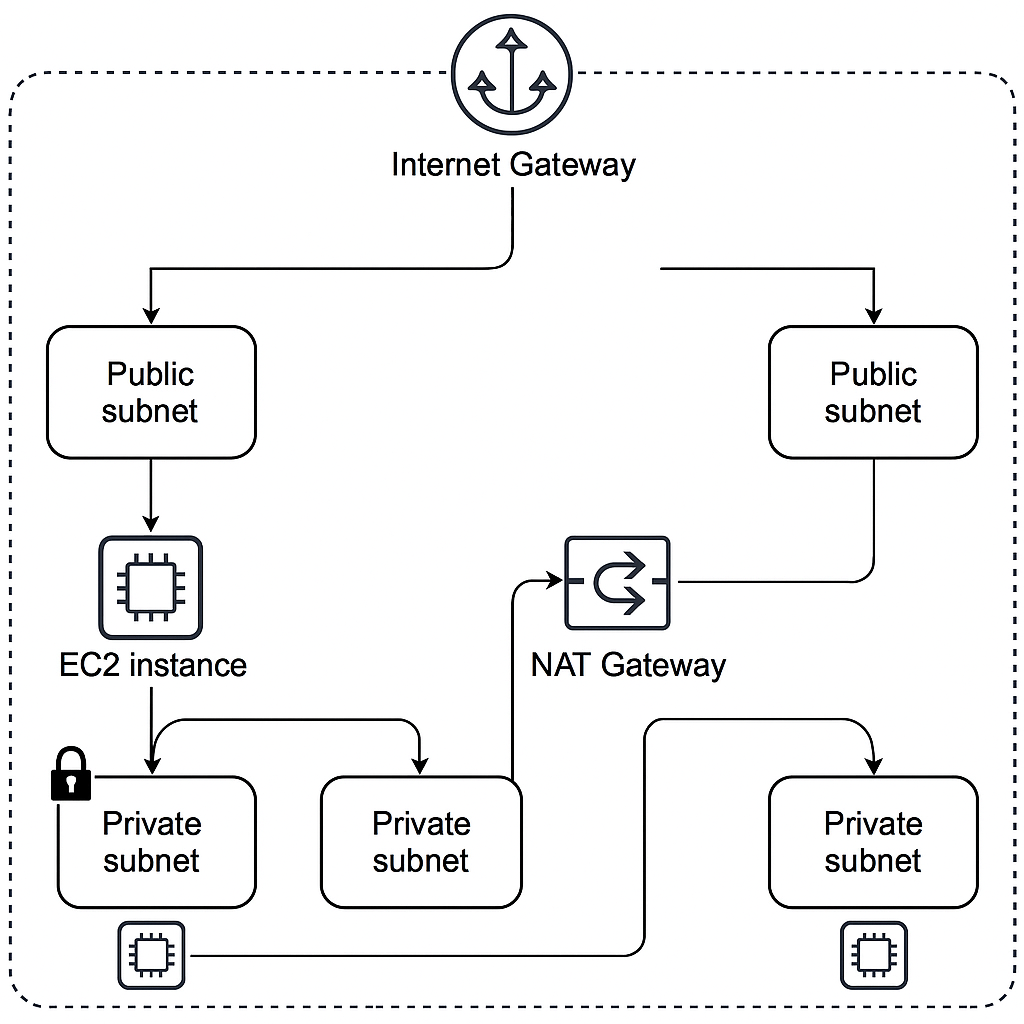 Internet Gateway
Public
subnet
Public
subnet
EC2 instance
NAT Gateway
Private
subnet
Private
subnet
Private
subnet